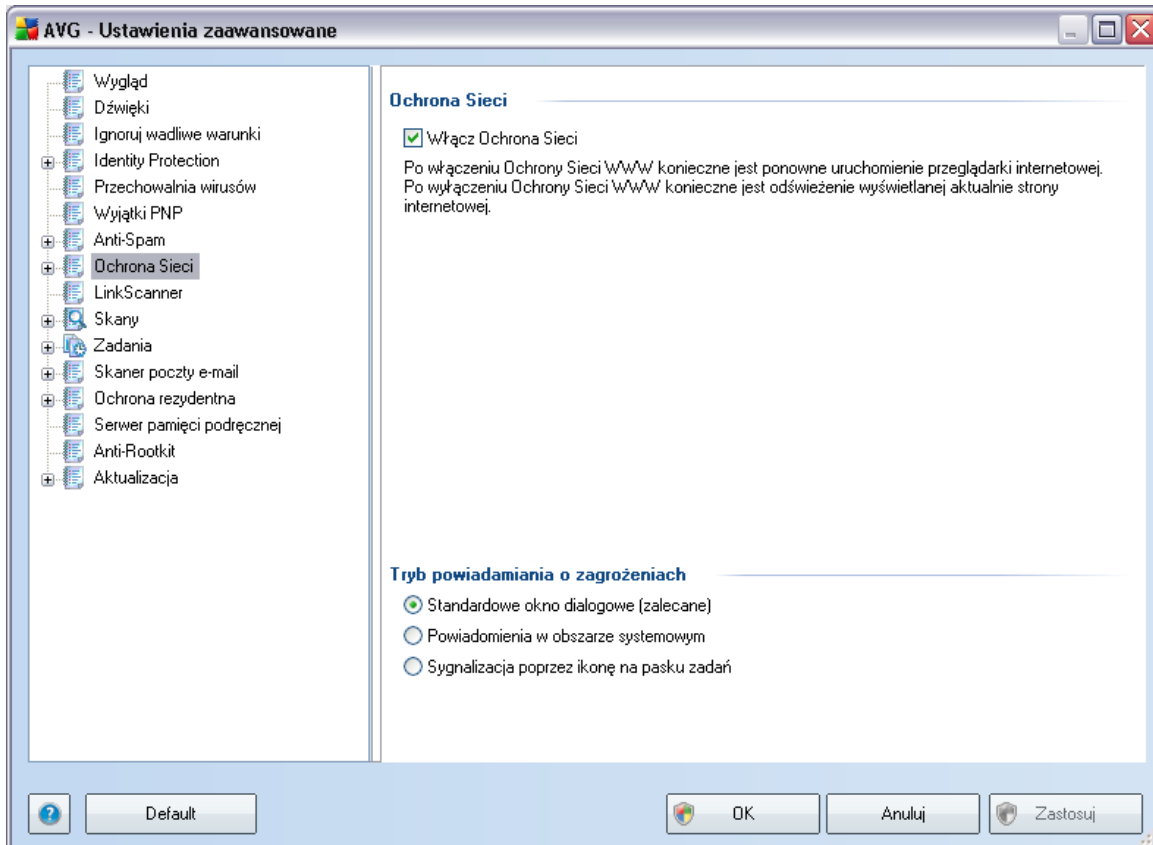 AVG - Ustawienia zaawansowane
Wygląd
Dźwięki
Ignoruj wadliwe warunki
Identity Protection
Przechowalnia wirusów
Wyjątki PNP
Anti-Spam
Ochrona Sieci
LinkScanner
Skany
Zadania
Skaner poczty e-mail
Ochrona rezydentna
Serwer pamięci podręcznej
Anti-Rootkit
Aktualizacja
Ochrona Sieci
Włącz Ochrona Sieci
Po włączeniu Ochrony Sieci WWW konieczne jest ponowne uruchomienie przeglądarki internetowej.
Po wyłączeniu Ochrony Sieci WWW konieczne jest odświeżenie wyświetlanej aktualnie strony
internetowej.
Tryb powiadamiania o zagrożeniach
Standardowe okno dialogowe (zalecane)
Powiadomienia w obszarze systemowym
Sygnalizacja poprzez ikonę na pasku zadań
Default
OK
Anuluj
Zastosuj